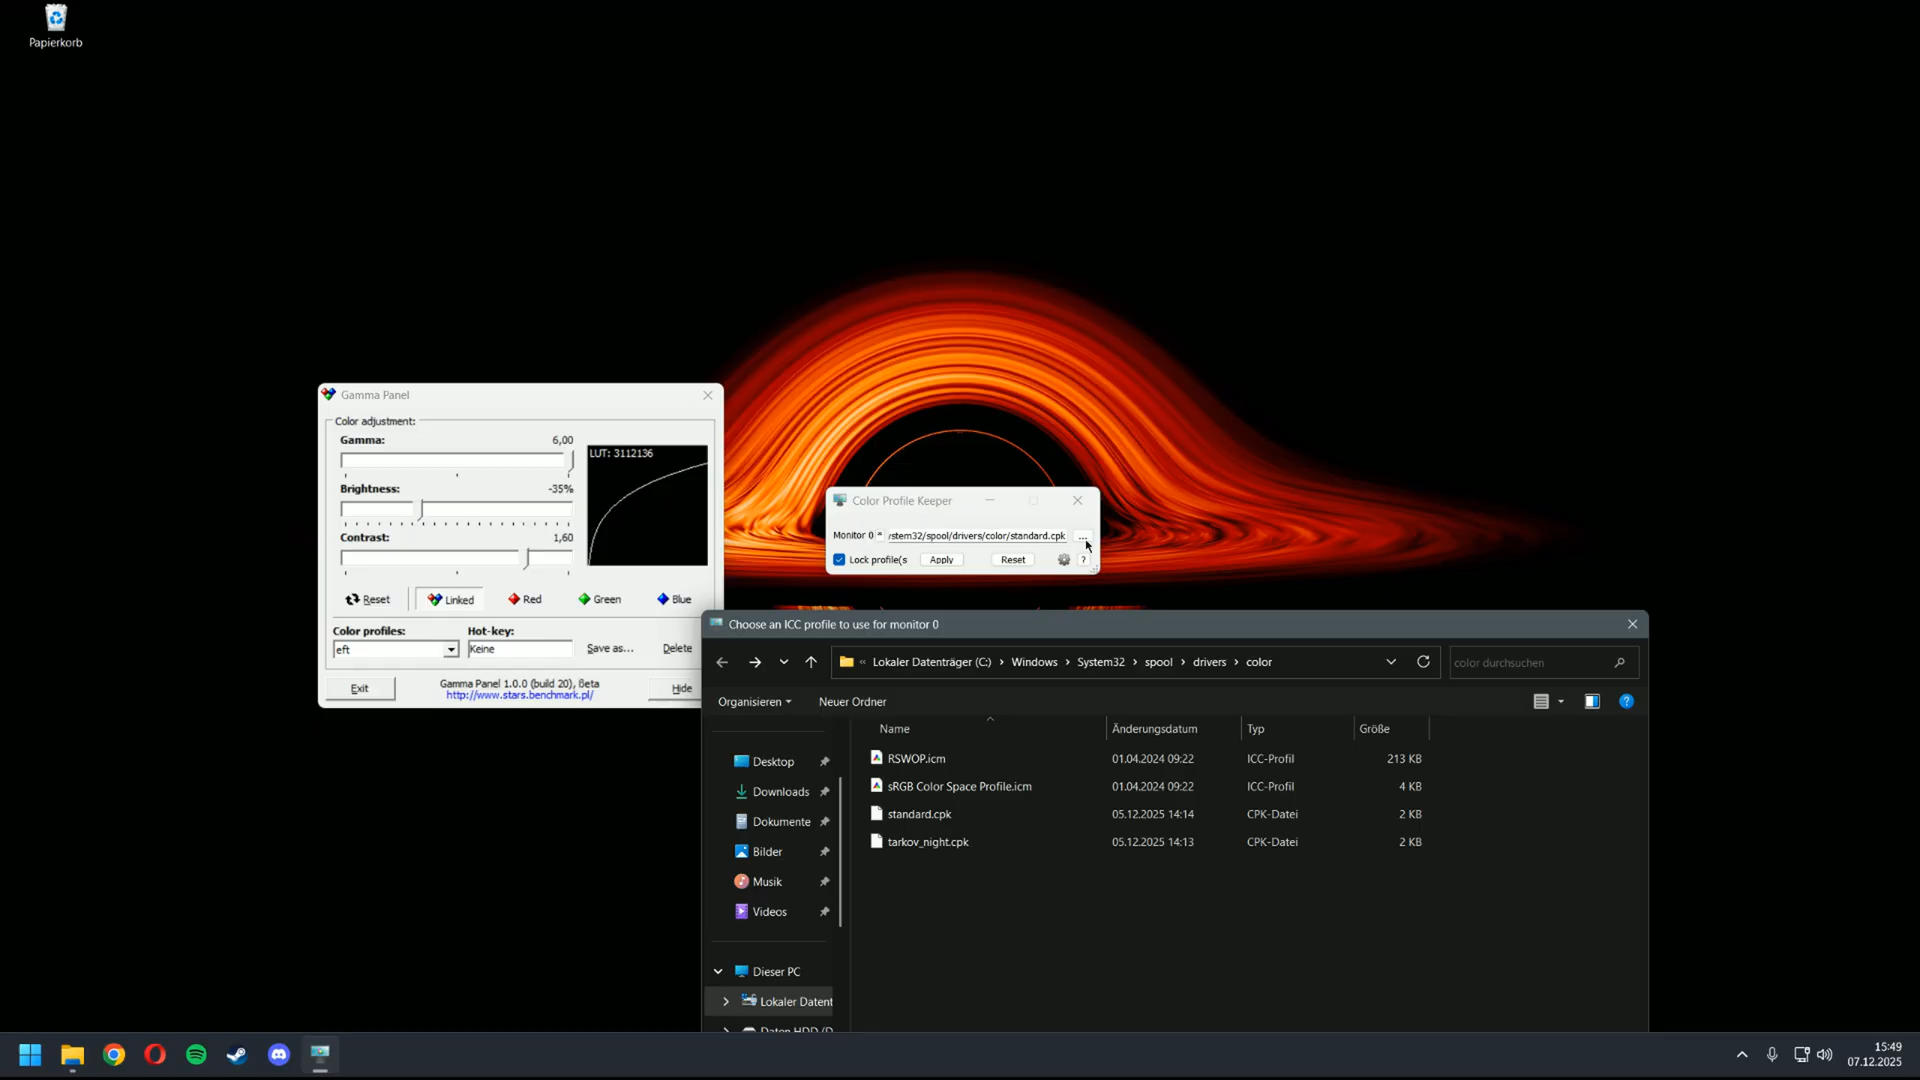 Papierkorb
Gamma Panel
Color adjustment:
Gamma: 6,00
LUT: 3112136
Brightness: -35%
Contrast: 1,60
Reset Linked Red Green Blue
Color profiles: Hot-key:
eft Keine Save as... Delete
Exit Gamma Panel 1.0.0 (build 20), Beta Hide
http://www.stars.benchmark.pl/
Color Profile Keeper
Monitor 0 * /stem32/spool/drivers/color/standard.cpk ...
Lock profile(s Apply Reset ?
Choose an ICC profile to use for monitor 0
« Lokaler Datenträger (C:) › Windows › System32 › spool › drivers › color
color durchsuchen
Organisieren Neuer Ordner ?
Name Änderungsdatum Typ Größe
RSWOP.icm 01.04.2024 09:22 ICC-Profil 213 KB
sRGB Color Space Profile.icm 01.04.2024 09:22 ICC-Profil 4 KB
standard.cpk 05.12.2025 14:14 CPK-Datei 2 KB
tarkov_night.cpk 05.12.2025 14:13 CPK-Datei 2 KB
Desktop
Downloads
Dokumente
Bilder
Musik
Videos
Dieser PC
Lokaler Datent
Daten HDD (D
15:49
07.12.2025